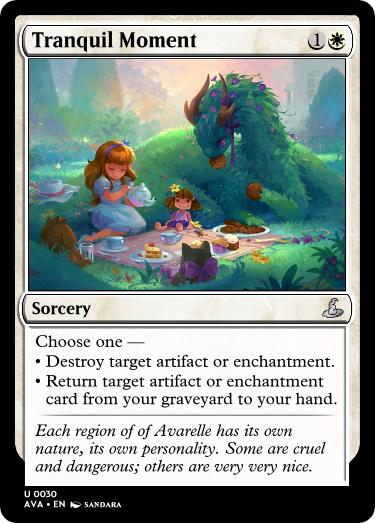 Tranquil Moment 1
Sorcery
Choose one —
• Destroy target artifact or enchantment.
• Return target artifact or enchantment
card from your graveyard to your hand.
Each region of of Avarelle has its own
nature, its own personality. Some are cruel
and dangerous; others are very very nice.
U 0030
AVA • EN SANDARA